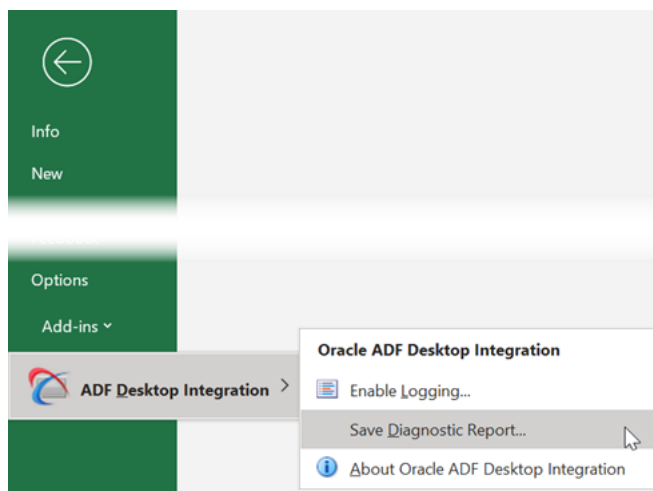 Info
New
Options
Add-ins
ADF Desktop Integration
Oracle ADF Desktop Integration
Enable Logging...
Save Diagnostic Report...
About Oracle ADF Desktop Integration